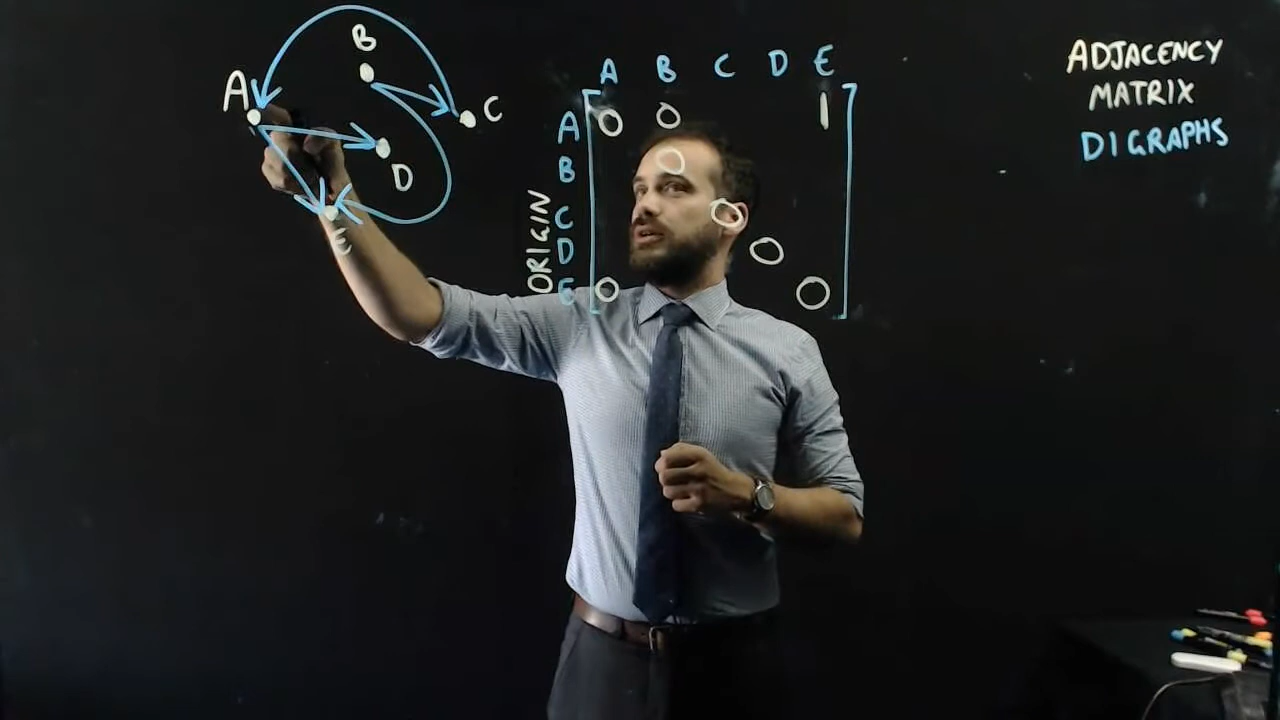 ADJACENCY
MATRIX
DIGRAPHS
A
B
C
D
E
A B C D E
ORIGIN
A 0 0 1
B 0
C 0
D 0
E 0 0